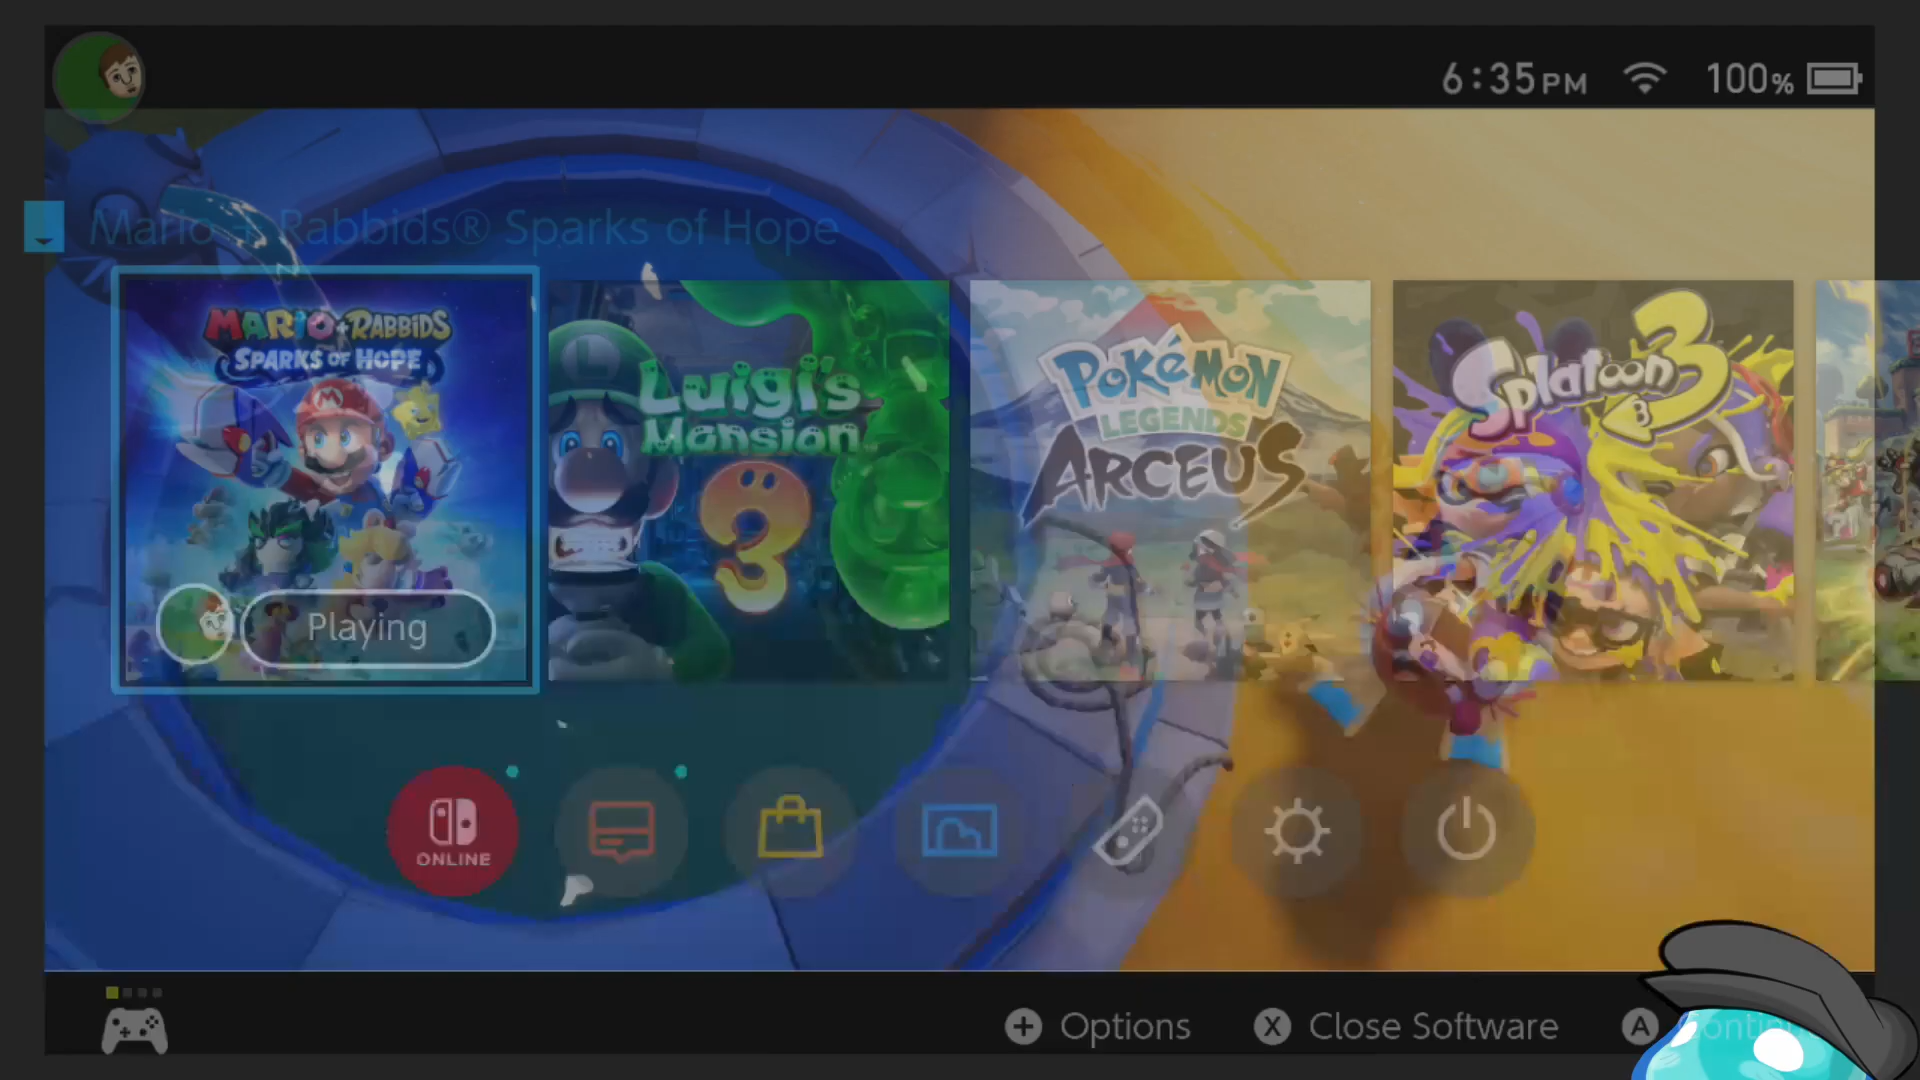 6:35PM 100%
Mario + Rabbids® Sparks of Hope
MARIO + RABBIDS
SPARKS OF HOPE
Playing
Luigi's
Mansion
3
POKéMON
LEGENDS
ARCEUS
Splatoon 3
ONLINE
+ Options
X Close Software
A